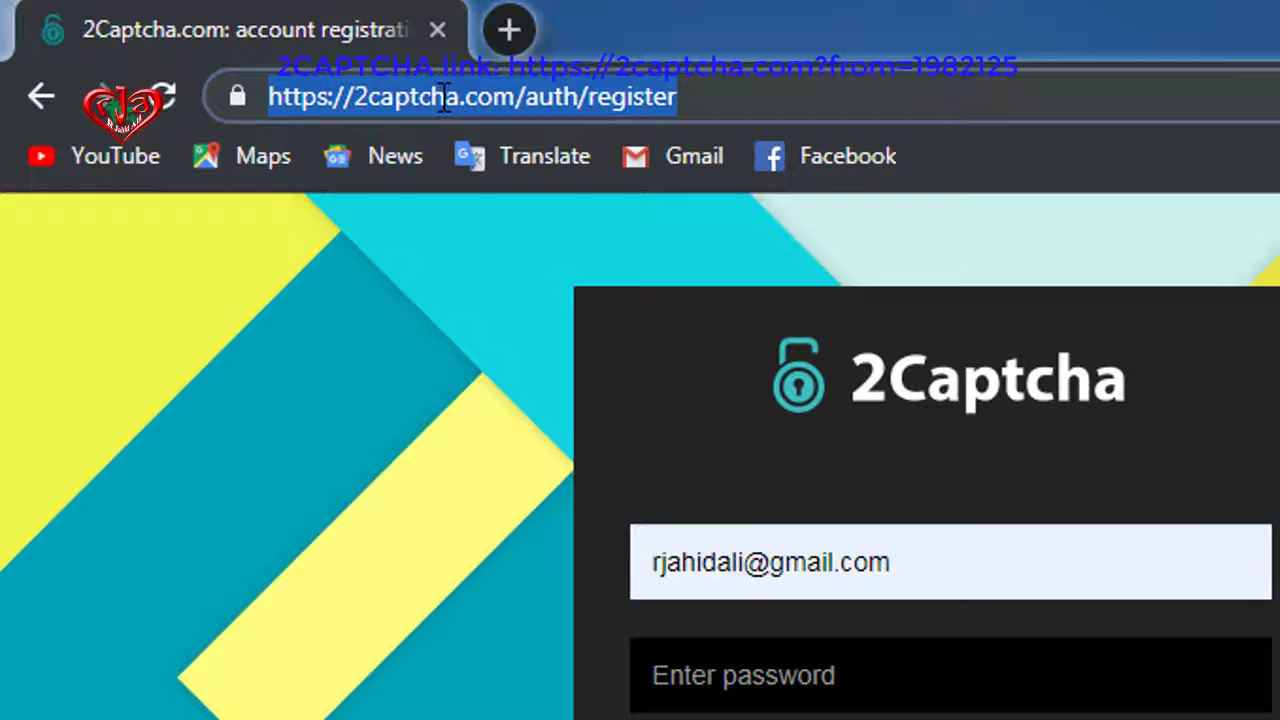 2Captcha.com: account registrati
2CAPTCHA link: https://2captcha.com?from=1982125
https://2captcha.com/auth/register
YouTube Maps News Translate Gmail Facebook
2Captcha
rjahidali@gmail.com
Enter password